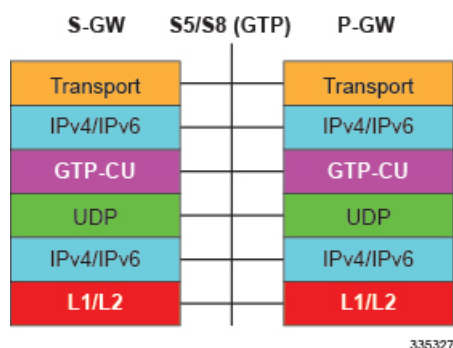 S-GW S5/S8 (GTP) P-GW
Transport Transport
IPv4/IPv6 IPv4/IPv6
GTP-CU GTP-CU
UDP UDP
IPv4/IPv6 IPv4/IPv6
L1/L2 L1/L2
335327